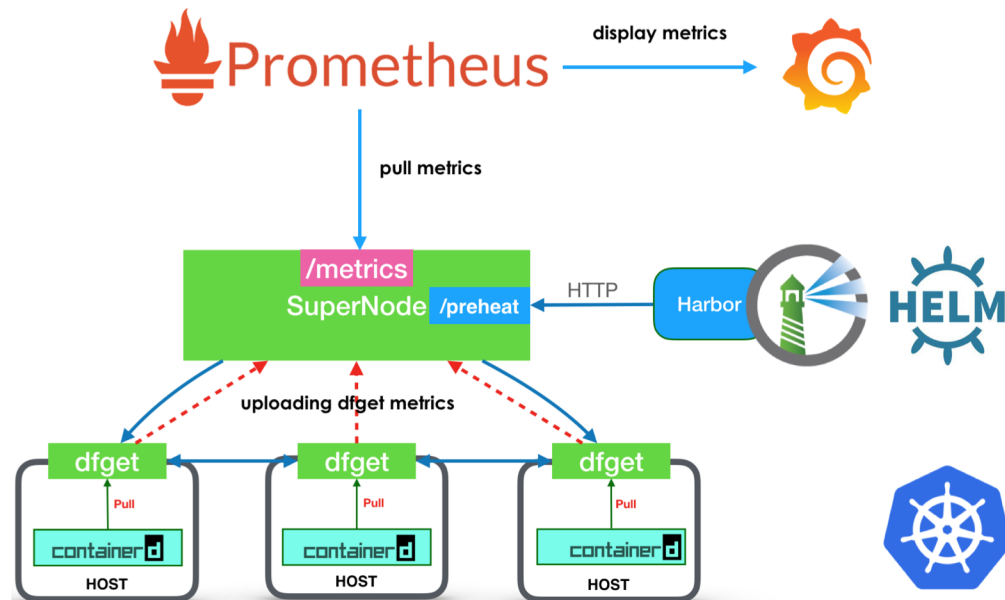 display metrics
Prometheus
pull metrics
/metrics
SuperNode
/preheat
HTTP
Harbor
HELM
uploading dfget metrics
dfget
dfget
dfget
Pull
Pull
Pull
containerd
containerd
containerd
HOST
HOST
HOST